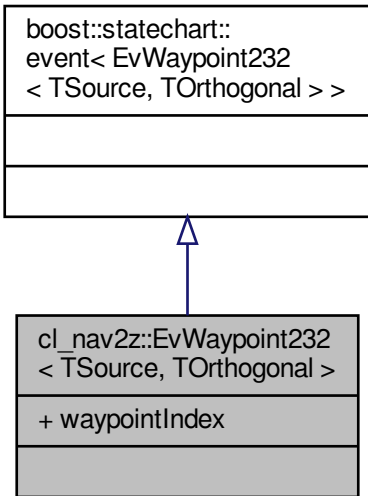 boost::statechart::
event< EvWaypoint232
< TSource, TOrthogonal > >
cl_nav2z::EvWaypoint232
< TSource, TOrthogonal >
+ waypointIndex